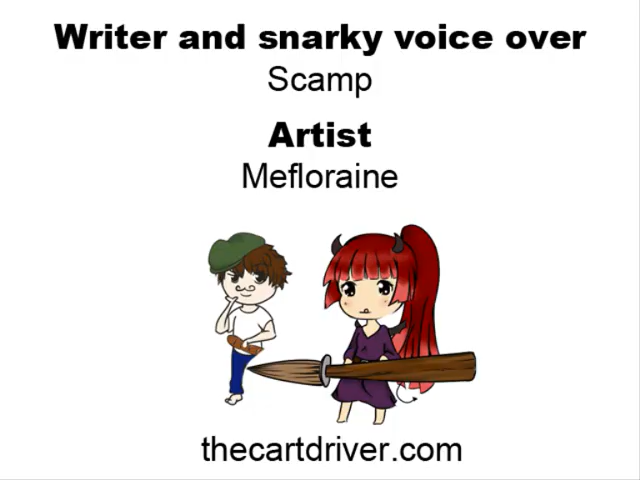 Writer and snarky voice over
Scamp
Artist
Mefloraine
thecartdriver.com